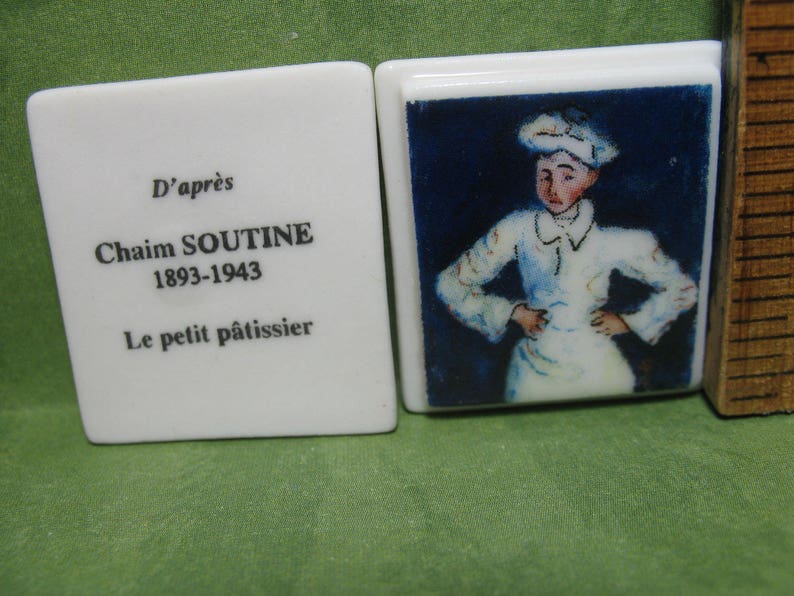 D'après
Chaim SOUTINE
1893-1943
Le petit pâtissier